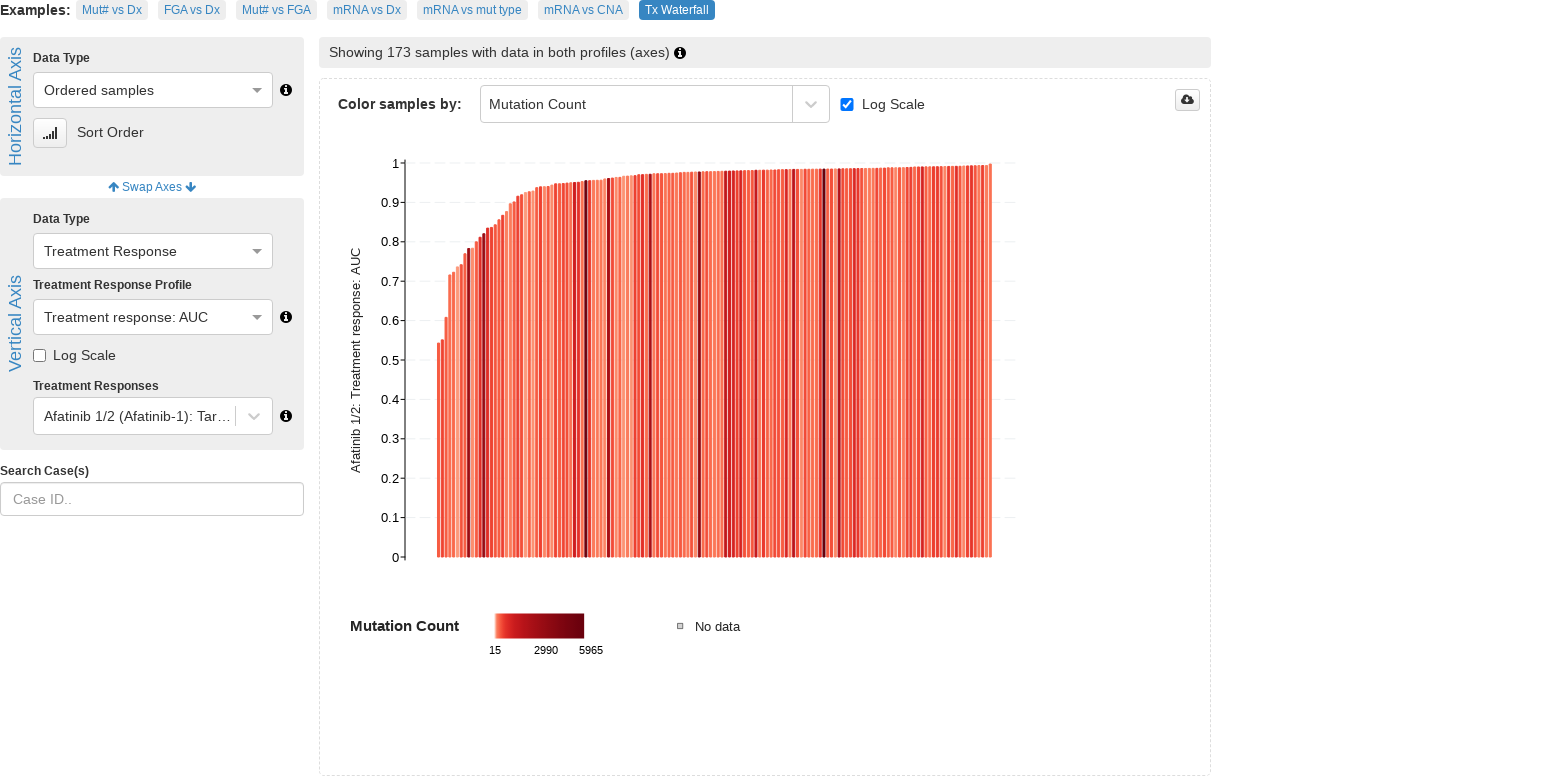 Examples: Mut# vs Dx FGA vs Dx Mut# vs FGA mRNA vs Dx mRNA vs mut type mRNA vs CNA Tx Waterfall
Horizontal Axis
Data Type
Ordered samples
Sort Order
Swap Axes
Vertical Axis
Data Type
Treatment Response
Treatment Response Profile
Treatment response: AUC
Log Scale
Treatment Responses
Afatinib 1/2 (Afatinib-1): Tar…
Search Case(s)
Case ID..
Showing 173 samples with data in both profiles (axes)
Color samples by: Mutation Count Log Scale
Afatinib 1/2: Treatment response: AUC
1
0.9
0.8
0.7
0.6
0.5
0.4
0.3
0.2
0.1
0
Mutation Count No data
15 2990 5965